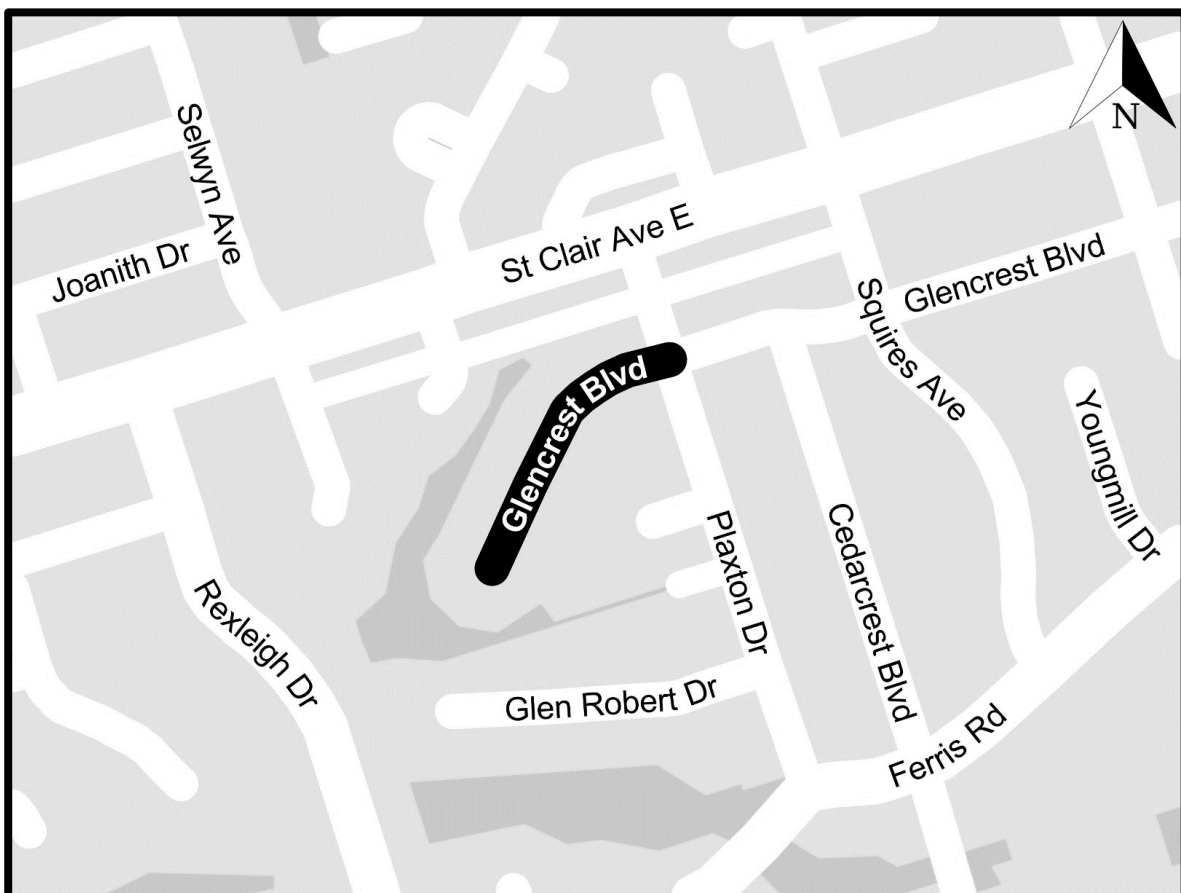 N
Selwyn Ave
Joanith Dr
St Clair Ave E
Glencrest Blvd
Squires Ave
Glencrest Blvd
Youngmill Dr
Plaxton Dr
Cedarcrest Blvd
Rexleigh Dr
Glen Robert Dr
Ferris Rd